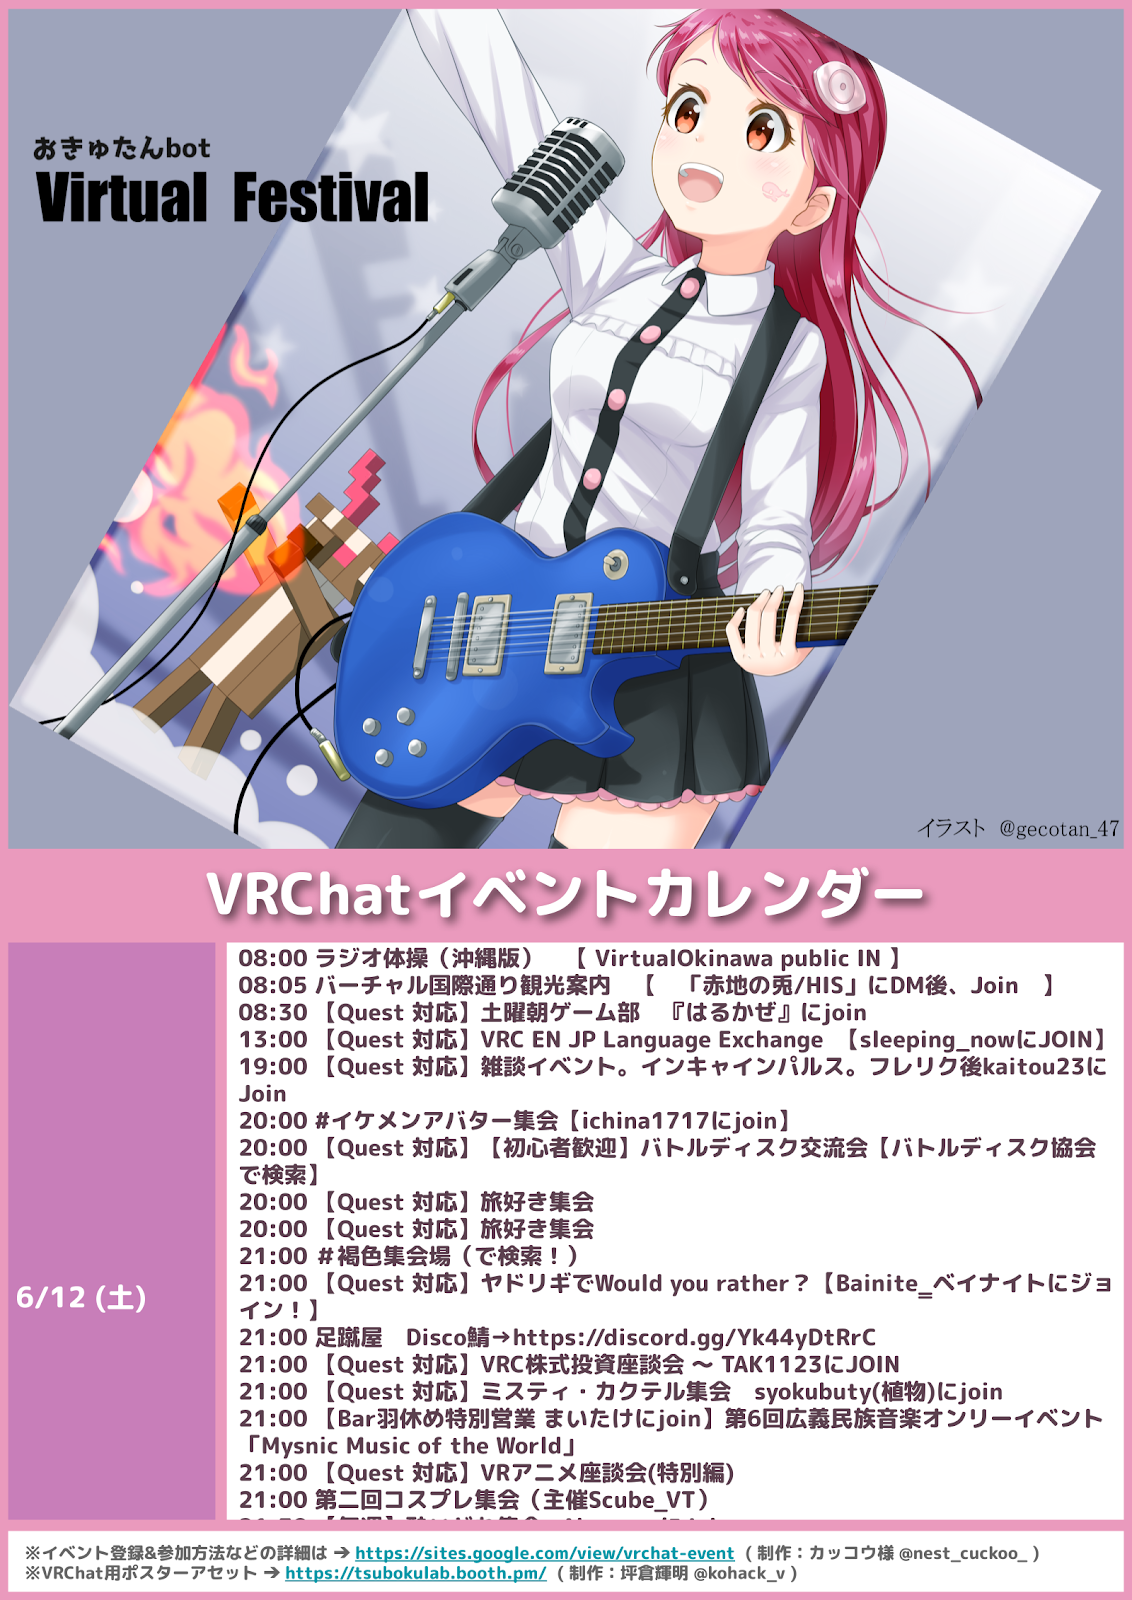 おきゅたんbot
Virtual Festival
イラスト @gecotan_47
VRChatイベントカレンダー
6/12 (土)
08:00 ラジオ体操（沖縄版） 【 VirtualOkinawa public IN 】
08:05 バーチャル国際通り観光案内 【 「赤地の兎/HIS」にDM後、Join 】
08:30 【Quest 対応】土曜朝ゲーム部 『はるかぜ』にjoin
13:00 【Quest 対応】VRC EN JP Language Exchange 【sleeping_nowにJOIN】
19:00 【Quest 対応】雑談イベント。インキャインパルス。フレリク後kaitou23に
Join
20:00 #イケメンアバター集会【ichina1717にjoin】
20:00 【Quest 対応】【初心者歓迎】バトルディスク交流会【バトルディスク協会
で検索】
20:00 【Quest 対応】旅好き集会
20:00 【Quest 対応】旅好き集会
21:00 ＃褐色集会場（で検索！）
21:00 【Quest 対応】ヤドリギでWould you rather？【Bainite_ベイナイトにジョ
イン！】
21:00 足蹴屋 Disco鯖→https://discord.gg/Yk44yDtRrC
21:00 【Quest 対応】VRC株式投資座談会 ～ TAK1123にJOIN
21:00 【Quest 対応】ミスティ・カクテル集会 syokubuty(植物)にjoin
21:00 【Bar羽休め特別営業 まいたけにjoin】第6回広義民族音楽オンリーイベント
「Mysnic Music of the World」
21:00 【Quest 対応】VRアニメ座談会(特別編)
21:00 第二回コスプレ集会（主催Scube_VT）
※イベント登録&参加方法などの詳細は ➔ https://sites.google.com/view/vrchat-event （ 制作：カッコウ様 @nest_cuckoo_ ）
※VRChat用ポスターアセット ➔ https://tsubokulab.booth.pm/ （ 制作：坪倉輝明 @kohack_v ）